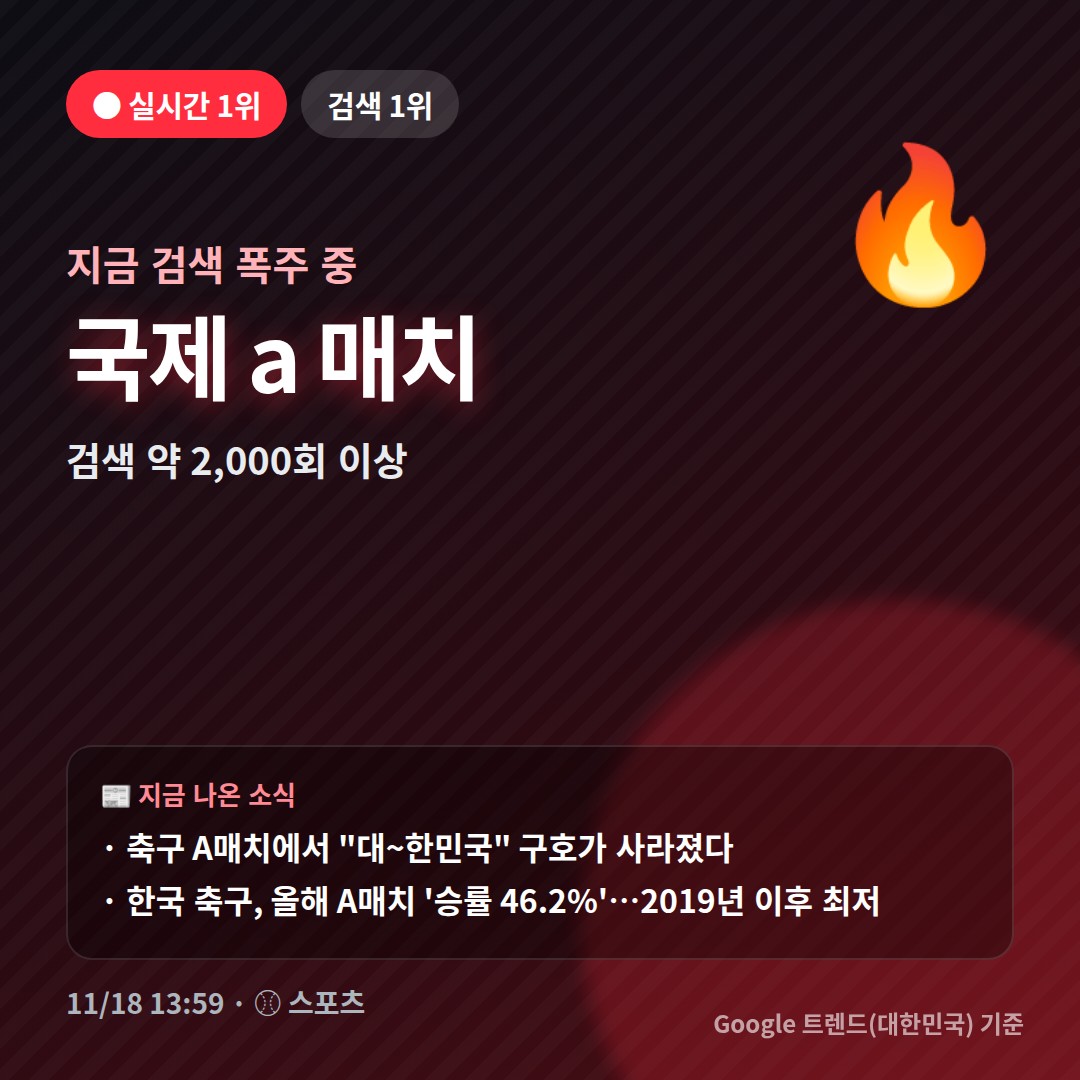 실시간 1위
검색 1위
지금 검색 폭주 중
국제 a 매치
검색 약 2,000회 이상
지금 나온 소식
· 축구 A매치에서 "대~한민국" 구호가 사라졌다
· 한국 축구, 올해 A매치 '승률 46.2%'…2019년 이후 최저
11/18 13:59 · ⚾ 스포츠
Google 트렌드(대한민국) 기준